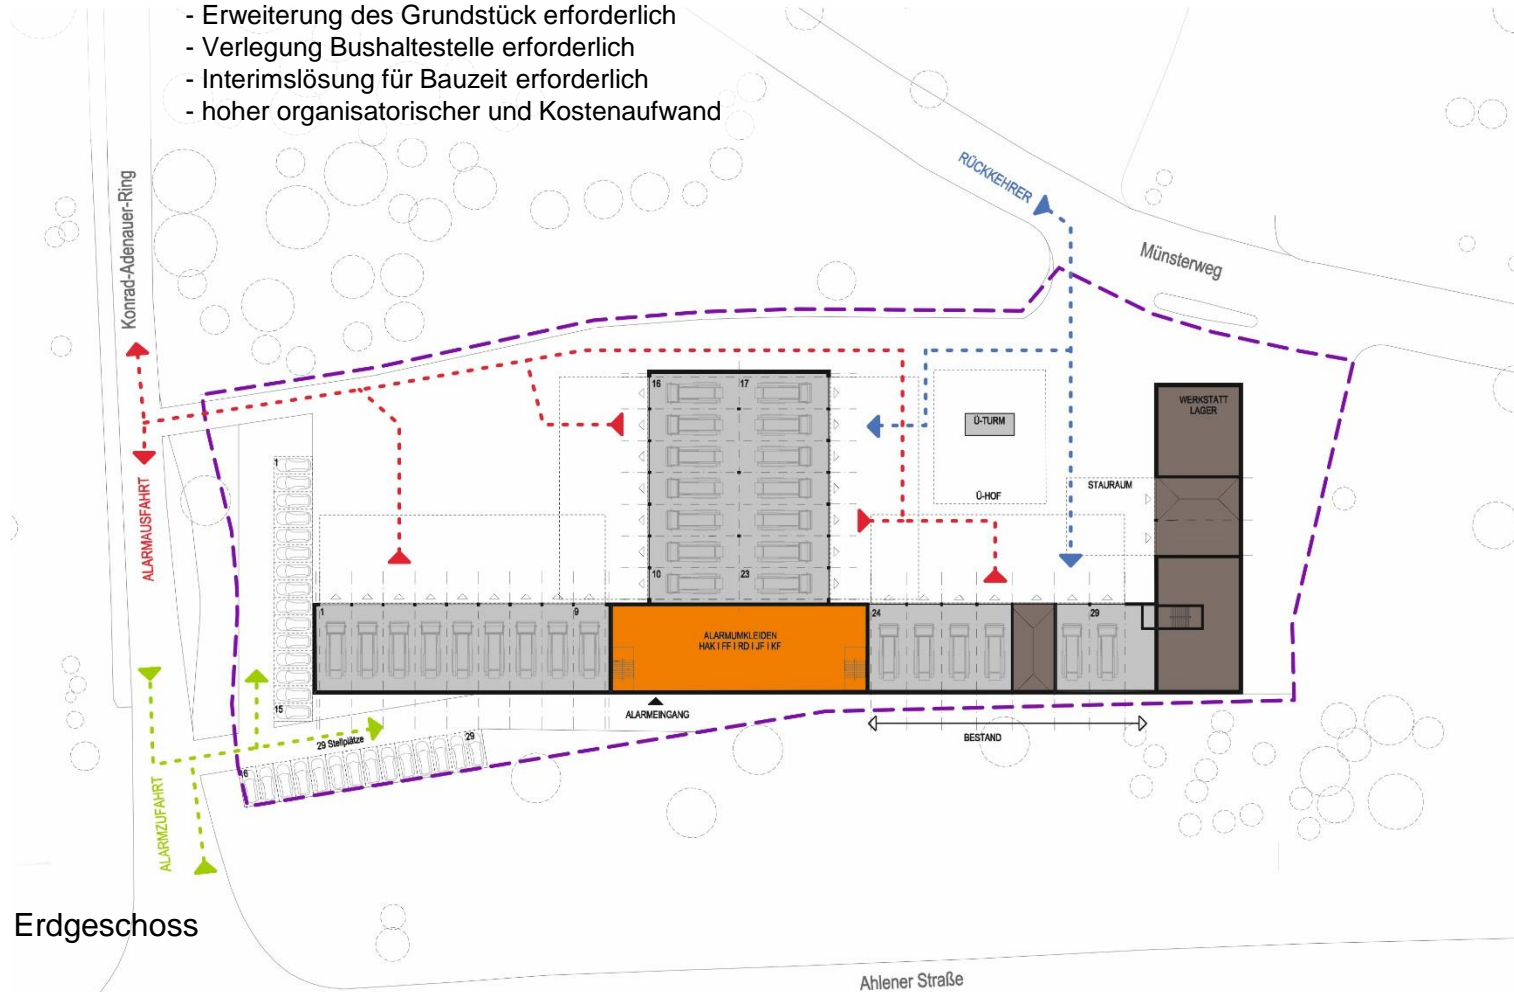 - Erweiterung des Grundstück erforderlich
- Verlegung Bushaltestelle erforderlich
- Interimslösung für Bauzeit erforderlich
- hoher organisatorischer und Kostenaufwand
Konrad-Adenauer-Ring
RÜCKKEHRER
Münsterweg
16
17
WERKSTATT
LAGER
Ü-TURM
1
STAURAUM
Ü-HOF
ALARMAUSFAHRT
10
23
1
9
24
29
ALARMUMKLEIDEN
HAK I FF I RD I JF I KF
15
ALARMEINGANG
BESTAND
29 Stellplätze
29
6
ALARMZUFAHRT
Erdgeschoss
Ahlener Straße